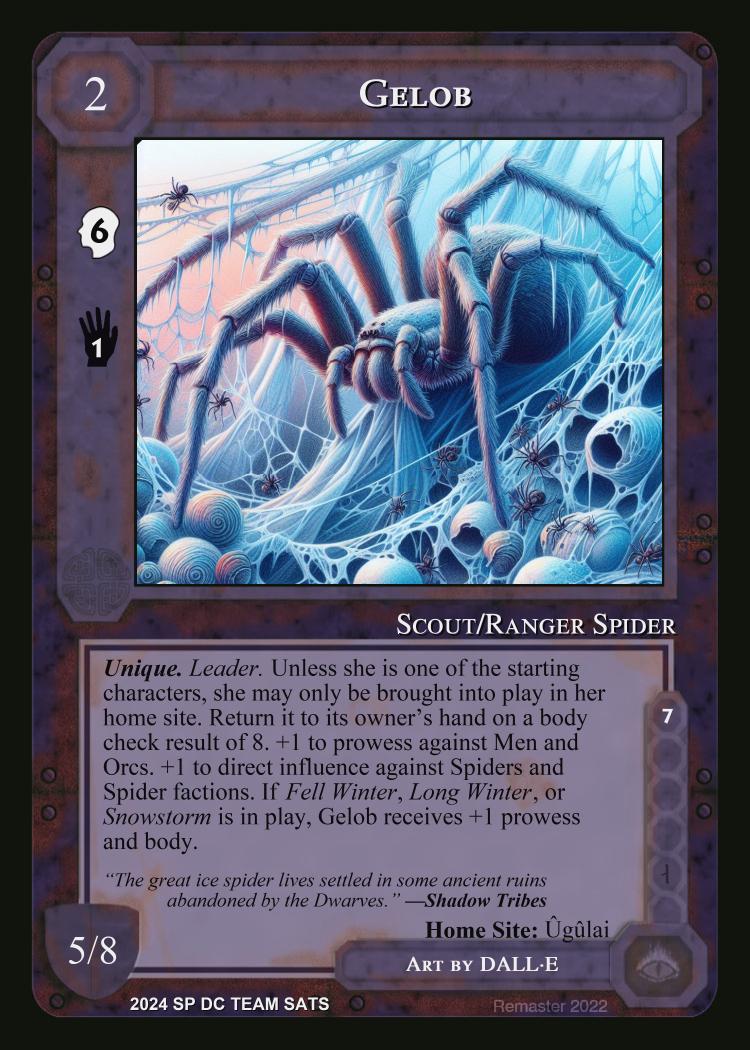 2
Gelob
6
1
Scout/Ranger Spider
Unique. Leader. Unless she is one of the starting
characters, she may only be brought into play in her
home site. Return it to its owner’s hand on a body
check result of 8. +1 to prowess against Men and
Orcs. +1 to direct influence against Spiders and
Spider factions. If Fell Winter, Long Winter, or
Snowstorm is in play, Gelob receives +1 prowess
and body.
7
“The great ice spider lives settled in some ancient ruins
abandoned by the Dwarves.” —Shadow Tribes
Home Site: Ûgûlai
5/8
Art by DALL·E
2024 SP DC TEAM SATS
Remaster 2022